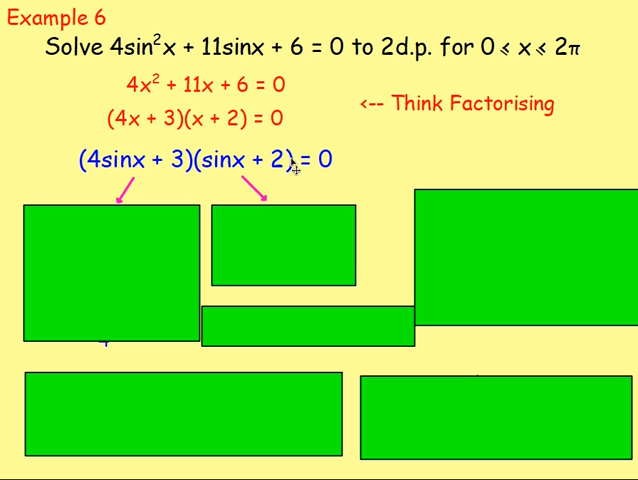 Example 6
Solve 4sin²x + 11sinx + 6 = 0 to 2d.p. for 0 < x < 2π
4x² + 11x + 6 = 0
<-- Think Factorising
(4x + 3)(x + 2) = 0
(4sinx + 3)(sinx + 2) = 0